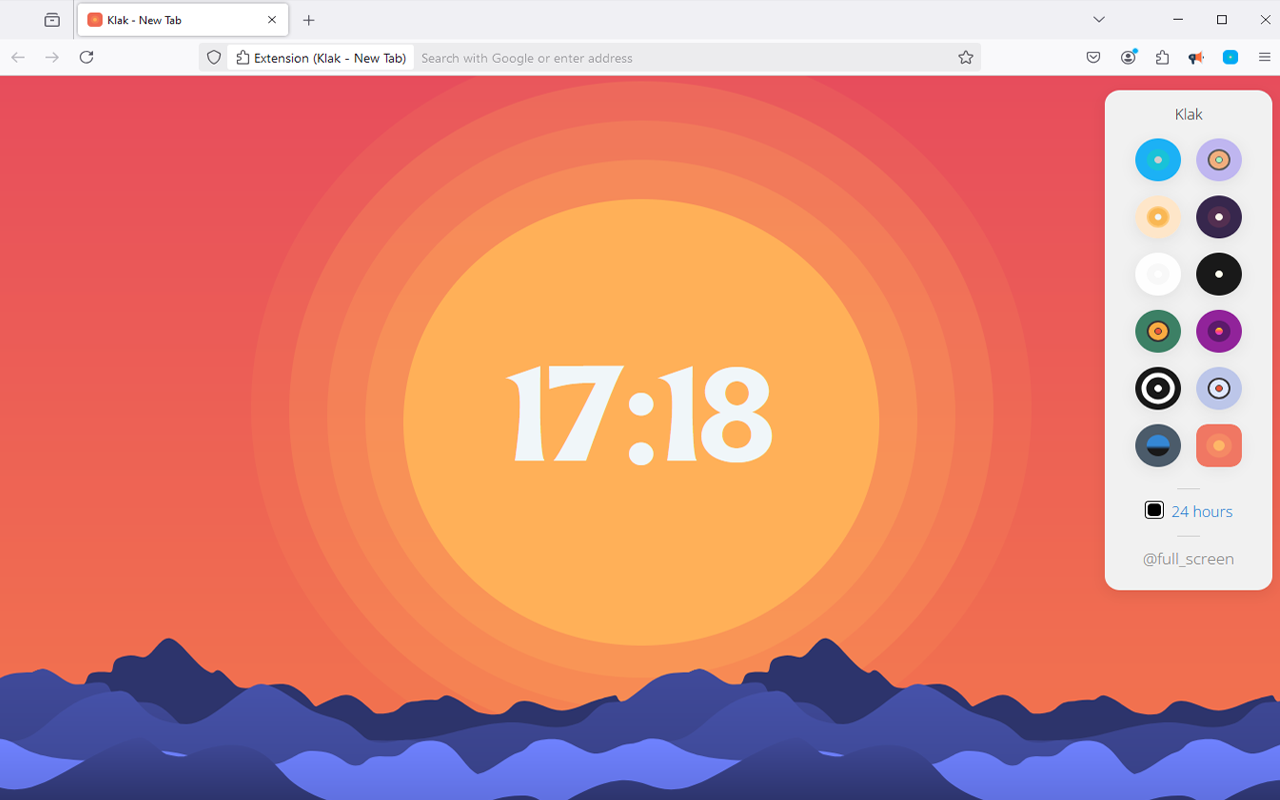 Klak - New Tab
Extension (Klak - New Tab)
Search with Google or enter address
Klak
17:18
24 hours
@full_screen